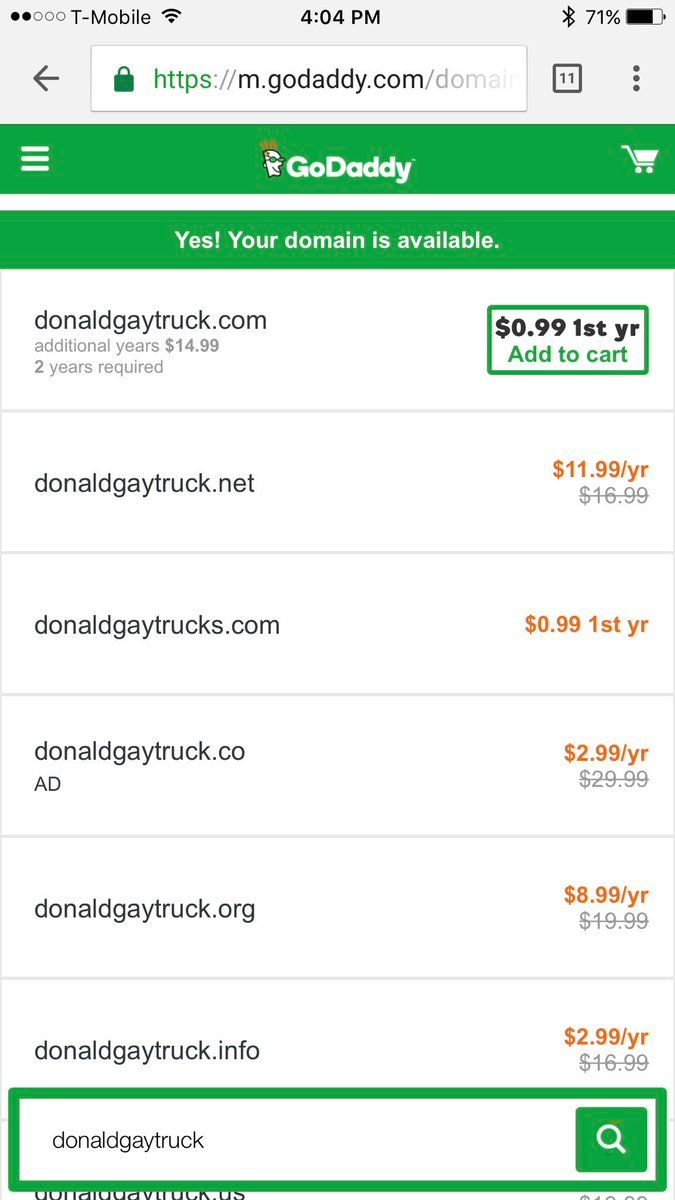 T-Mobile 4:04 PM 71%
https://m.godaddy.com/domain
11
GoDaddy
Yes! Your domain is available.
donaldgaytruck.com
additional years $14.99
2 years required
$0.99 1st yr
Add to cart
donaldgaytruck.net
$11.99/yr
$16.99
donaldgaytrucks.com
$0.99 1st yr
donaldgaytruck.co
AD
$2.99/yr
$29.99
donaldgaytruck.org
$8.99/yr
$19.99
donaldgaytruck.info
$2.99/yr
$16.99
donaldgaytruck
donaldgaytruck.us